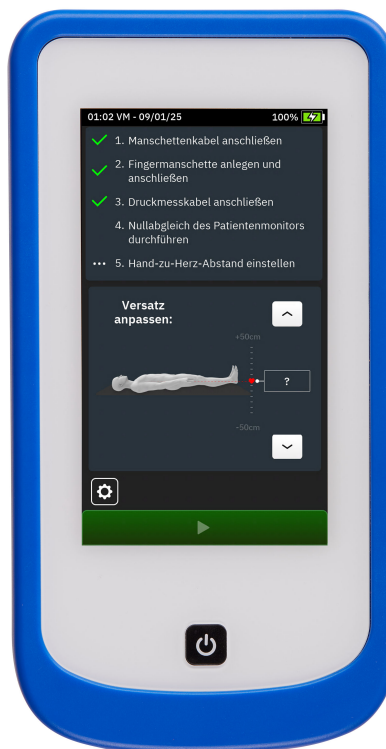 01:02 VM - 09/01/25 100%
1. Manschettenkabel anschließen
2. Fingermanschette anlegen und
anschließen
3. Druckmesskabel anschließen
4. Nullabgleich des Patientenmonitors
durchführen
5. Hand-zu-Herz-Abstand einstellen
Versatz
anpassen:
+50cm
?
-50cm